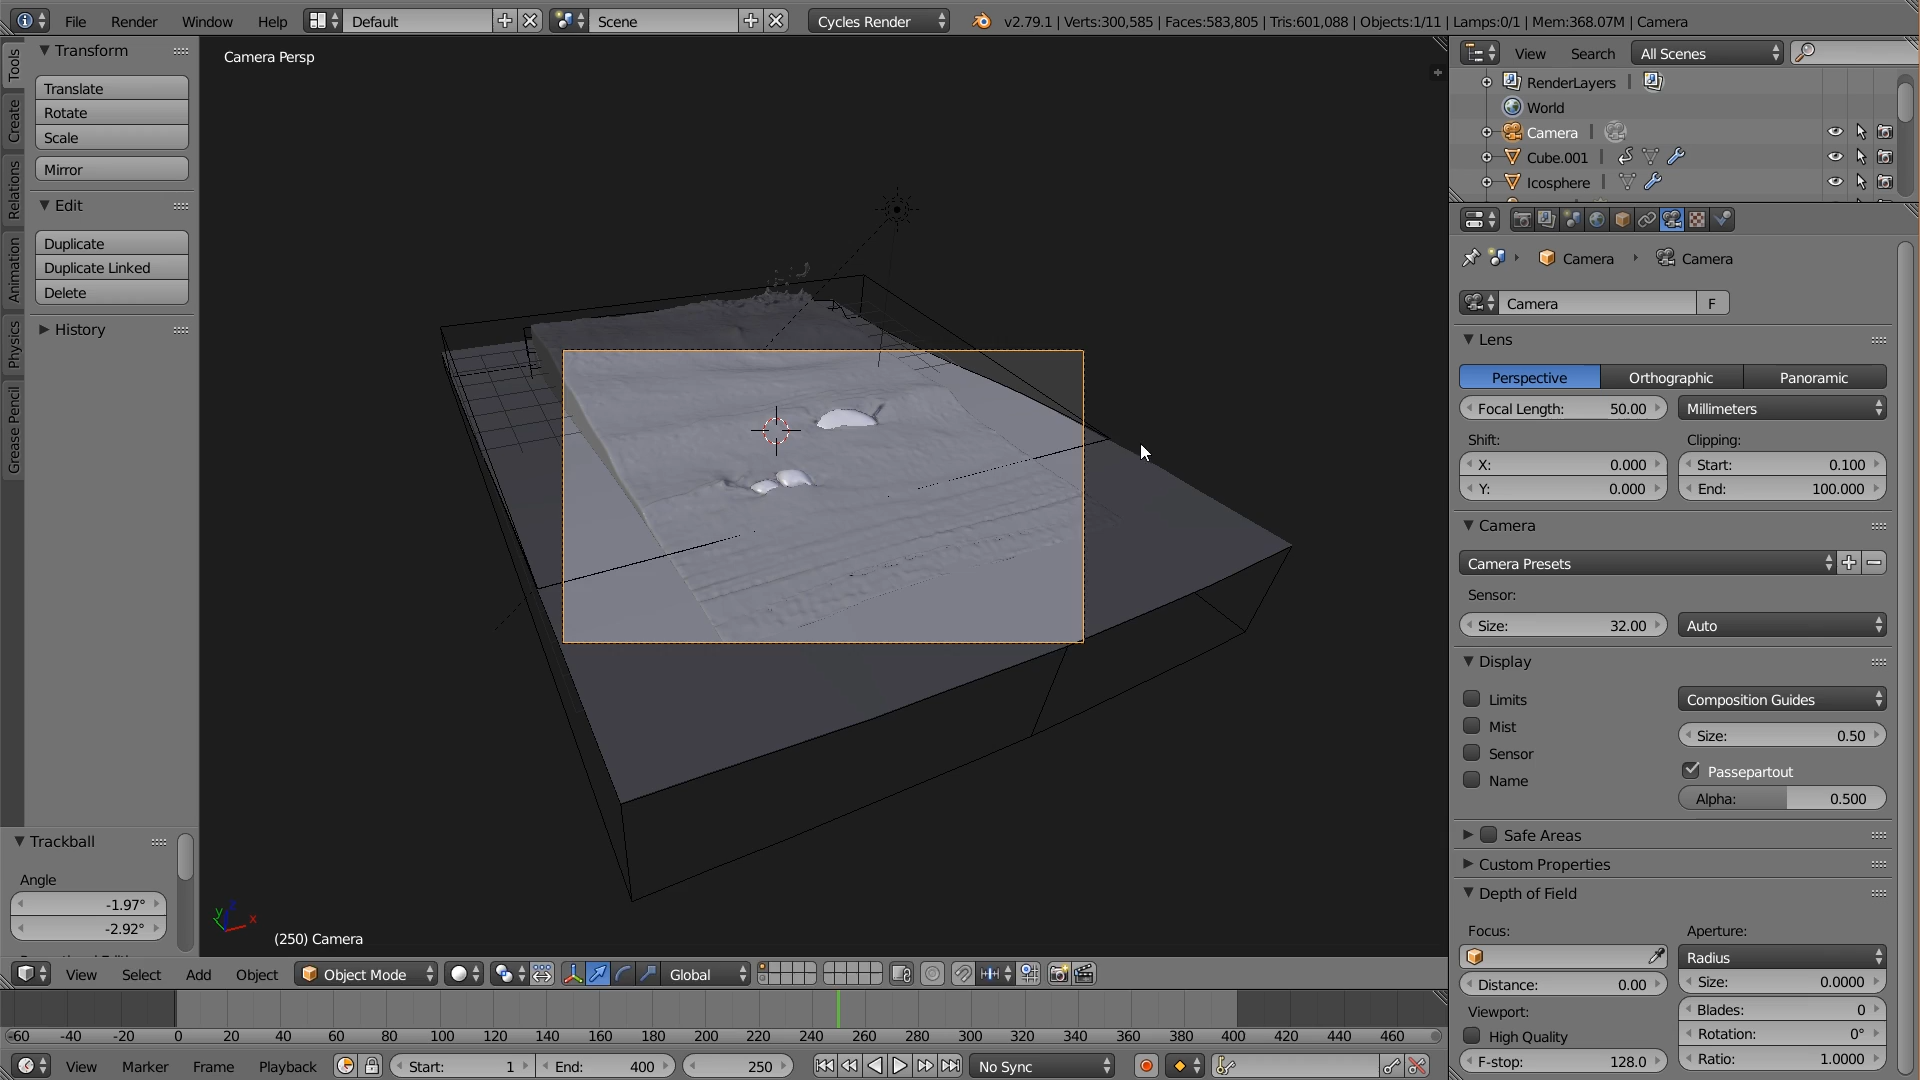 File Render Window Help Default Scene Cycles Render v2.79.1 | Verts:300,585 | Faces:583,805 | Tris:601,088 | Objects:1/11 | Lamps:0/1 | Mem:368.07M | Camera
Tools
Create
Relations
Animation
Physics
Grease Pencil
Transform
Translate
Rotate
Scale
Mirror
Edit
Duplicate
Duplicate Linked
Delete
History
Trackball
Angle
-1.97°
-2.92°
Camera Persp
y z x
(250) Camera
View Search All Scenes
RenderLayers
World
Camera
Cube.001
Icosphere
Camera Camera
Camera F
Lens
Perspective Orthographic Panoramic
Focal Length: 50.00 Millimeters
Shift: Clipping:
X: 0.000 Start: 0.100
Y: 0.000 End: 100.000
Camera
Camera Presets
Sensor:
Size: 32.00 Auto
Display
Limits Composition Guides
Mist Size: 0.50
Sensor Passepartout
Name Alpha: 0.500
Safe Areas
Custom Properties
Depth of Field
Focus: Aperture:
Radius
Distance: 0.00 Size: 0.0000
Viewport: Blades: 0
High Quality Rotation: 0°
F-stop: 128.0 Ratio: 1.0000
View Select Add Object Object Mode Global
-60 -40 -20 0 20 40 60 80 100 120 140 160 180 200 220 240 260 280 300 320 340 360 380 400 420 440 460
View Marker Frame Playback Start: 1 End: 400 250 No Sync